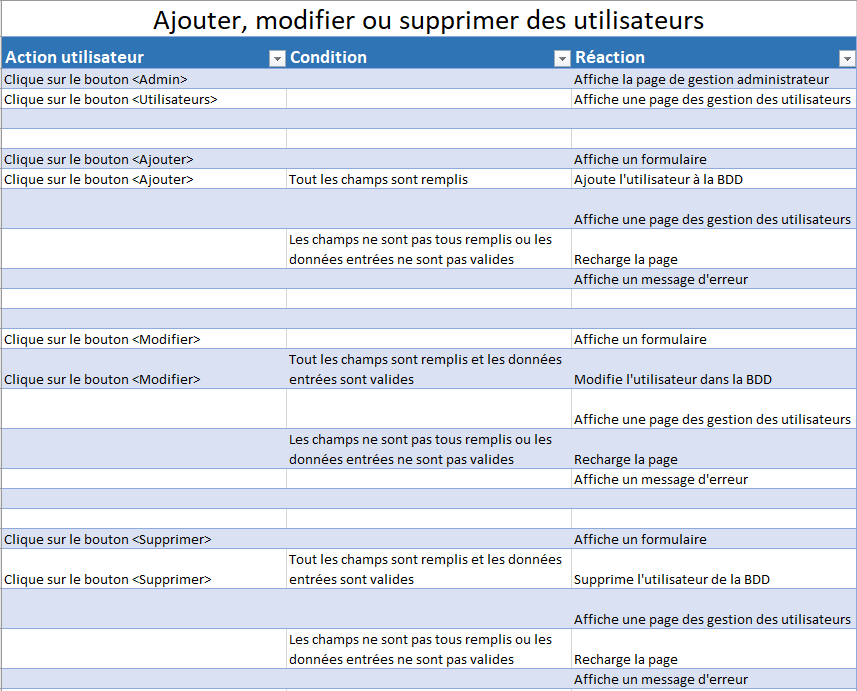 Ajouter, modifier ou supprimer des utilisateurs
Action utilisateur Condition Réaction
Clique sur le bouton <Admin> Affiche la page de gestion administrateur
Clique sur le bouton <Utilisateurs> Affiche une page des gestion des utilisateurs
Clique sur le bouton <Ajouter> Affiche un formulaire
Clique sur le bouton <Ajouter> Tout les champs sont remplis Ajoute l'utilisateur à la BDD
Affiche une page des gestion des utilisateurs
Les champs ne sont pas tous remplis ou les
données entrées ne sont pas valides Recharge la page
Affiche un message d'erreur
Clique sur le bouton <Modifier> Affiche un formulaire
Tout les champs sont remplis et les données
Clique sur le bouton <Modifier> entrées sont valides Modifie l'utilisateur dans la BDD
Affiche une page des gestion des utilisateurs
Les champs ne sont pas tous remplis ou les
données entrées ne sont pas valides Recharge la page
Affiche un message d'erreur
Clique sur le bouton <Supprimer> Affiche un formulaire
Tout les champs sont remplis et les données
Clique sur le bouton <Supprimer> entrées sont valides Supprime l'utilisateur de la BDD
Affiche une page des gestion des utilisateurs
Les champs ne sont pas tous remplis ou les
données entrées ne sont pas valides Recharge la page
Affiche un message d'erreur